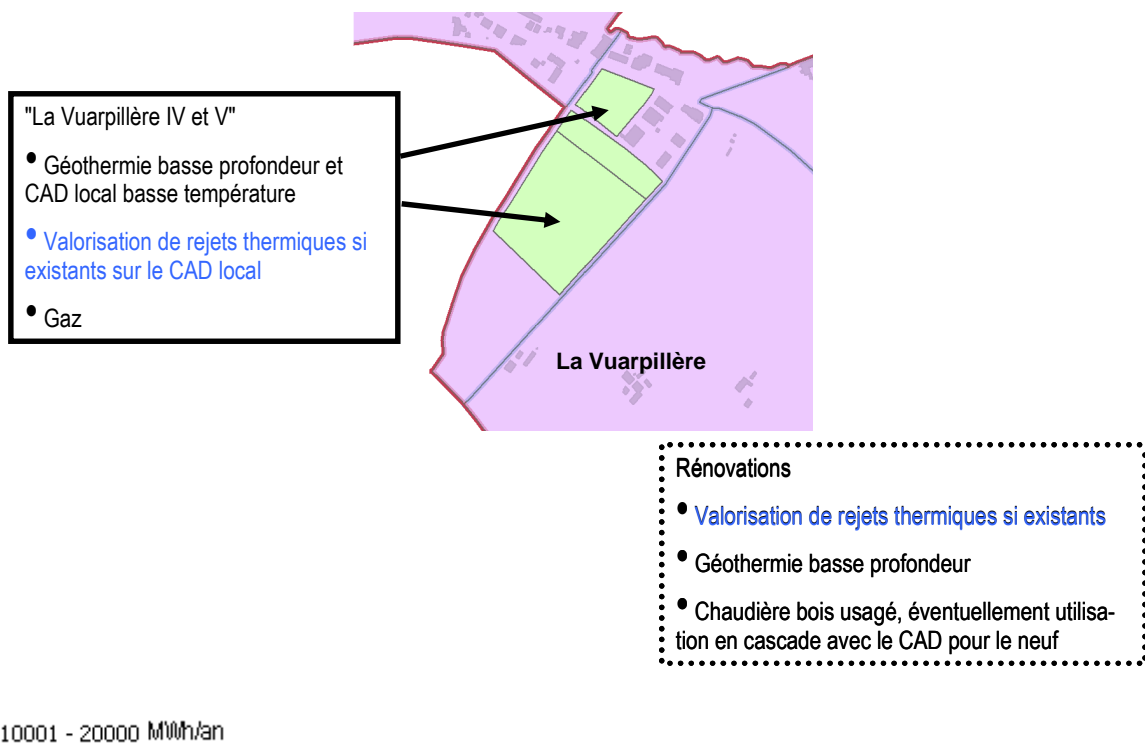 "La Vuarpillère IV et V"
• Géothermie basse profondeur et
CAD local basse température
• Valorisation de rejets thermiques si
existants sur le CAD local
• Gaz
La Vuarpillère
Rénovations
• Valorisation de rejets thermiques si existants
• Géothermie basse profondeur
• Chaudière bois usagé, éventuellement utilisa-
tion en cascade avec le CAD pour le neuf
10001 - 20000 MWh/an